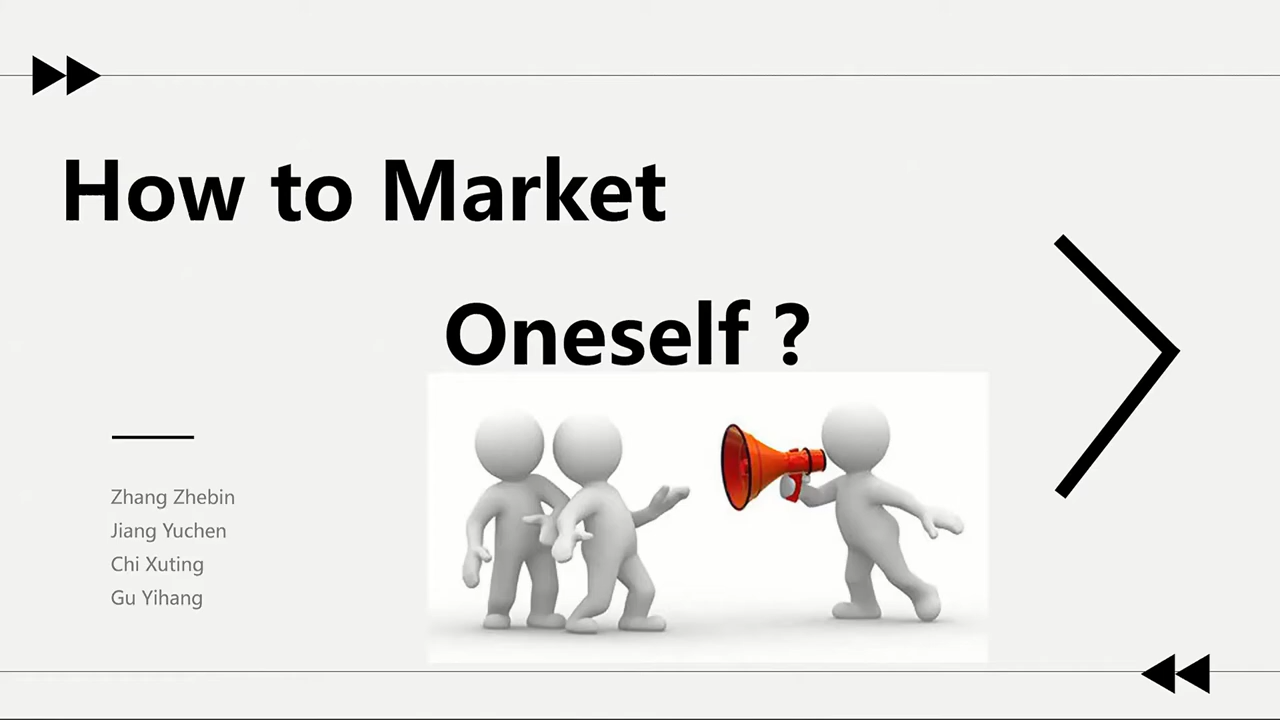 How to Market
Oneself ?
Zhang Zhebin
Jiang Yuchen
Chi Xuting
Gu Yihang